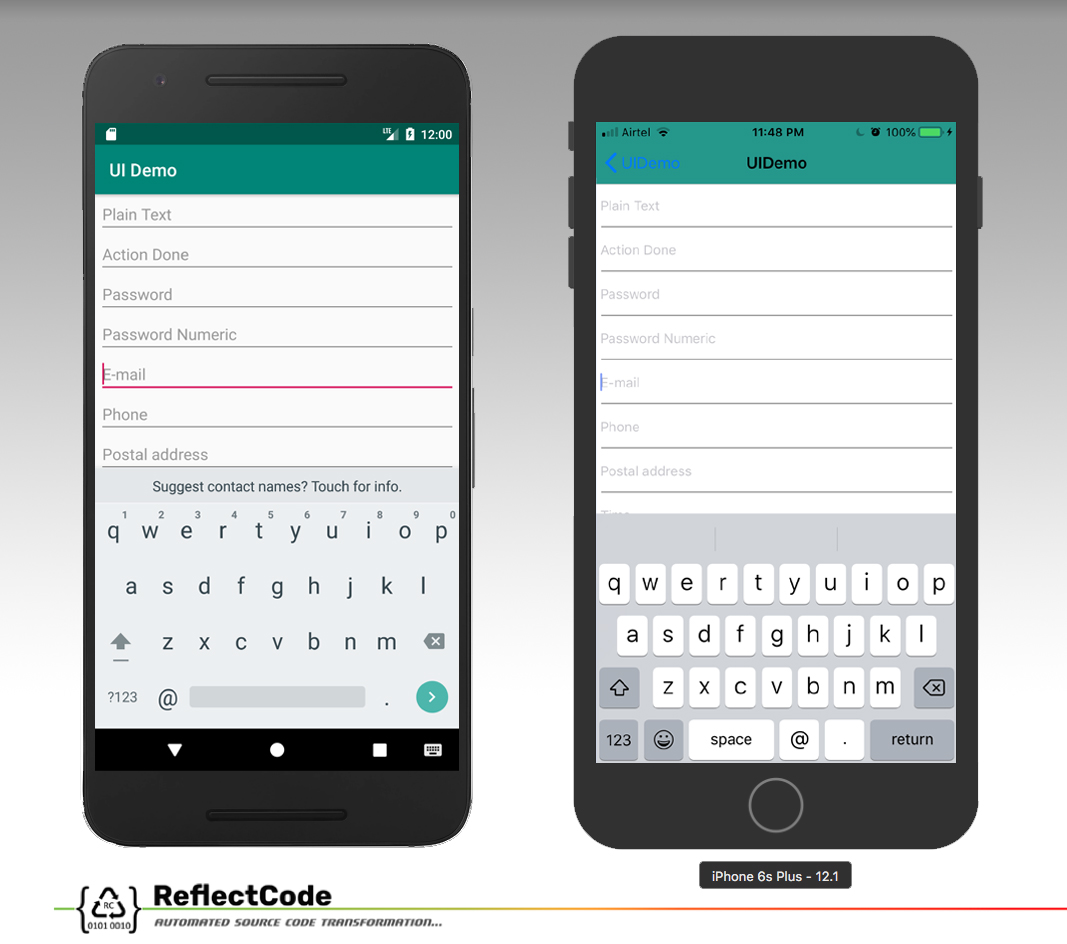 LTE 12:00
UI Demo
Plain Text
Action Done
Password
Password Numeric
E-mail
Phone
Postal address
Suggest contact names? Touch for info.
1 2 3 4 5 6 7 8 9 0
q w e r t y u i o p
a s d f g h j k l
z x c v b n m
?123 @ .
Airtel 11:48 PM 100%
UIDemo UIDemo
Plain Text
Action Done
Password
Password Numeric
E-mail
Phone
Postal address
Time
q w e r t y u i o p
a s d f g h j k l
z x c v b n m
123 space @ . return
iPhone 6s Plus - 12.1
RC
0101 0010
ReflectCode
AUTOMATED SOURCE CODE TRANSFORMATION...